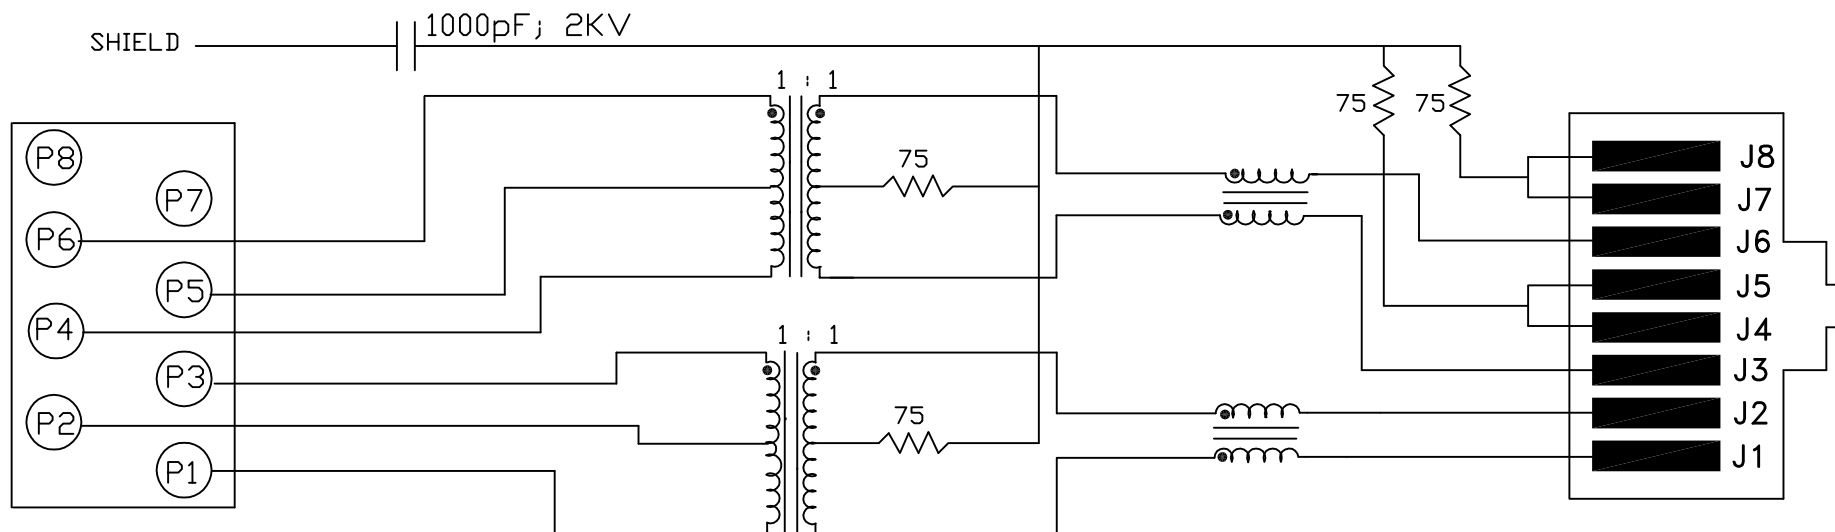 SHIELD
1000pF; 2KV
1 : 1
75
75
75
P8
P7
P6
P5
P4
P3
P2
P1
1 : 1
75
J8
J7
J6
J5
J4
J3
J2
J1